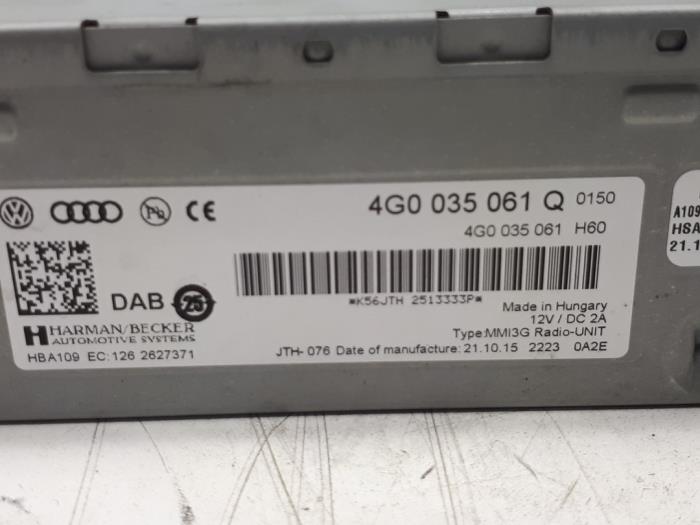 4G0 035 061 Q 0150
4G0 035 061 H60
DAB 25
*K56JTH 2513333P*
Made in Hungary
12V / DC 2A
Type:MMI3G Radio-UNIT
HARMAN/BECKER
AUTOMOTIVE SYSTEMS
HBA109 EC:126 2627371
JTH- 076 Date of manufacture: 21.10.15 2223 0A2E
A109
HSA
21.1